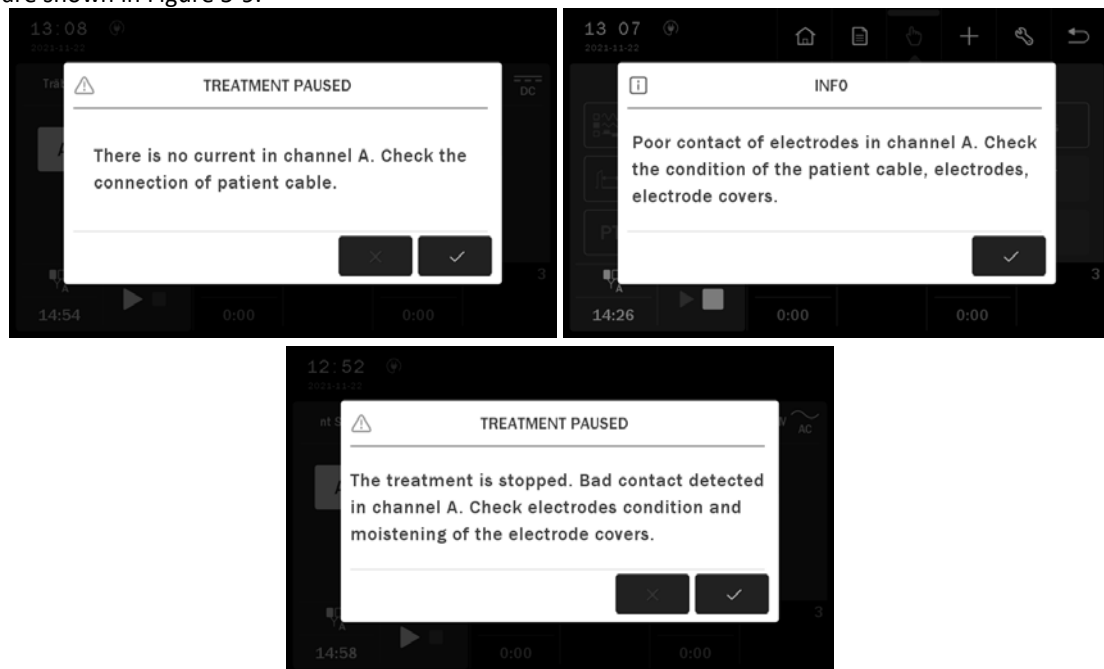 are shown in Figure
13:08
2021-11-22
DC
TREATMENT PAUSED
There is no current in channel A. Check the
connection of patient cable.
3
14:54
0:00
0:00
13 07
2021-11-22
INFO
Poor contact of electrodes in channel A. Check
the condition of the patient cable, electrodes,
electrode covers.
3
A
14:26
0:00
0:00
12:52
2021-11-22
AC
TREATMENT PAUSED
The treatment is stopped. Bad contact detected
in channel A. Check electrodes condition and
moistening of the electrode covers.
3
14:58
0:00
0:00